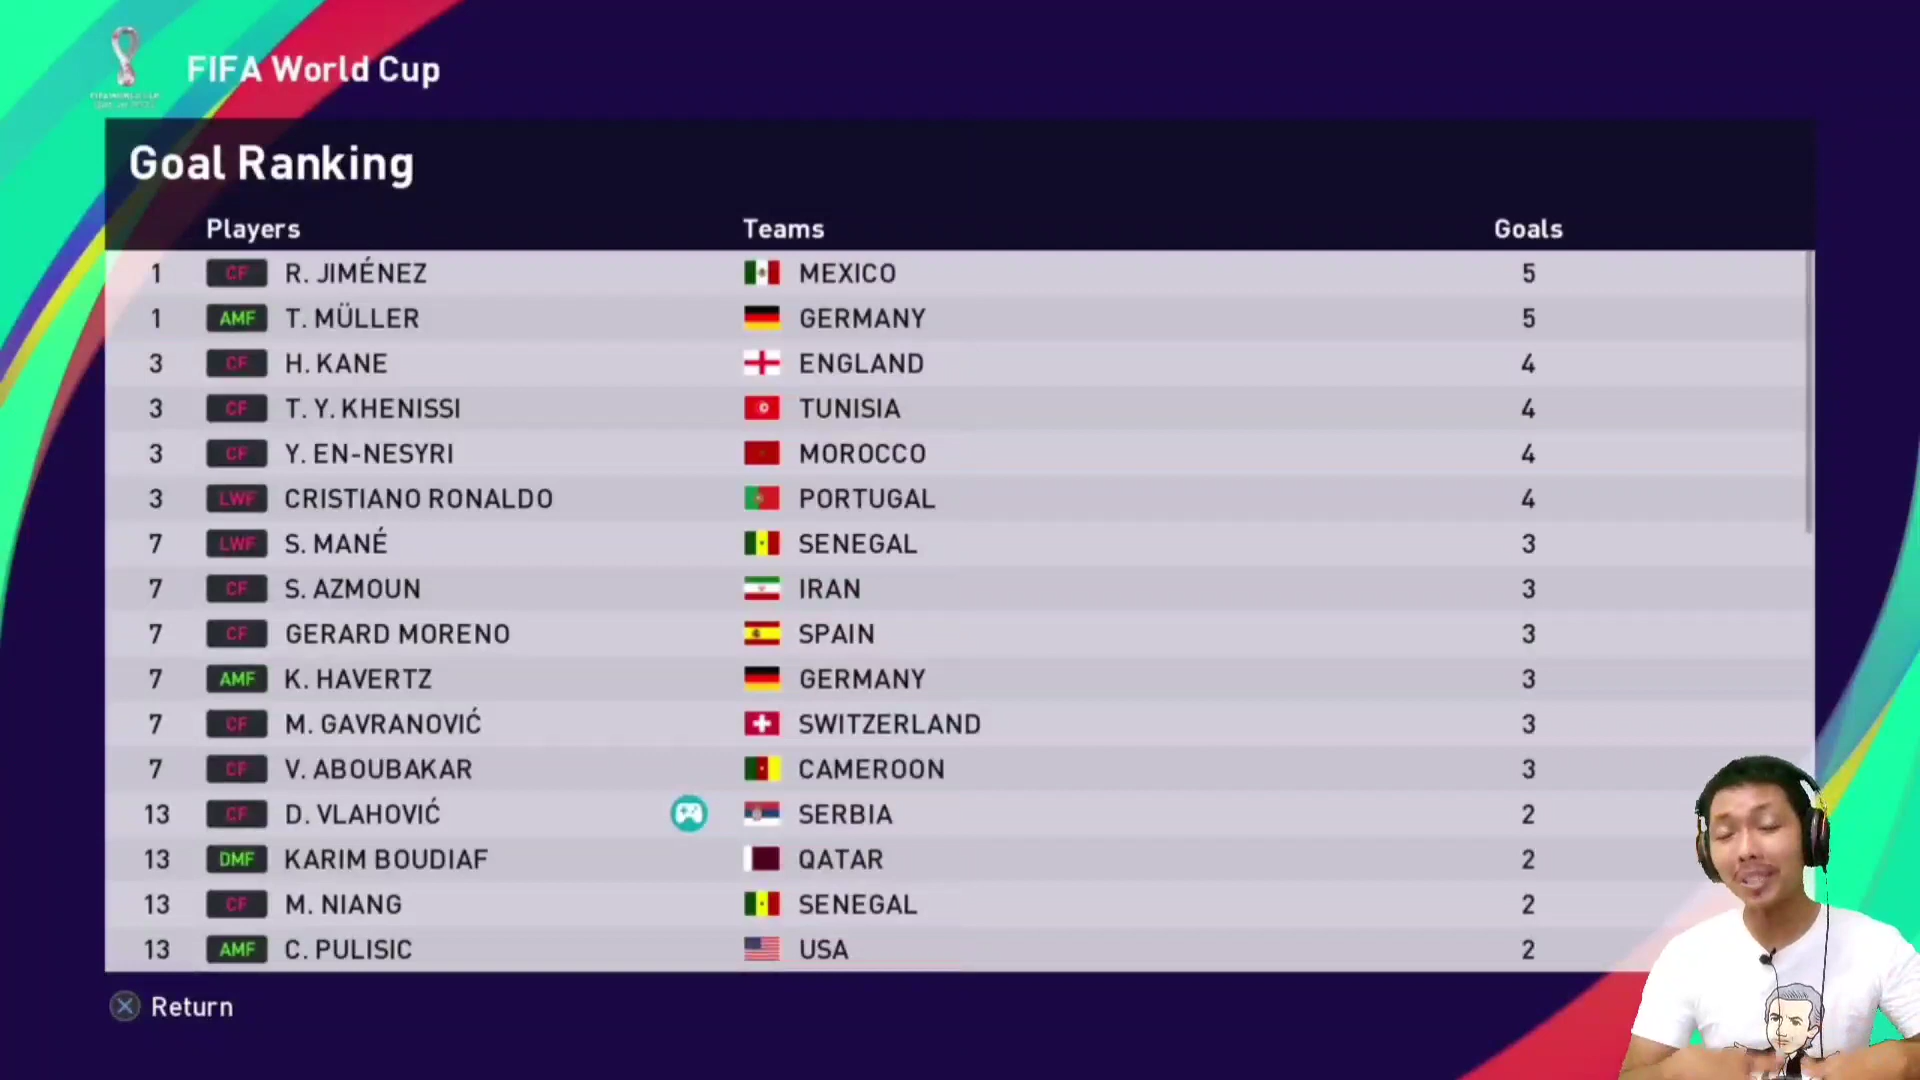 FIFA World Cup
Goal Ranking
Players Teams Goals
1 CF R. JIMÉNEZ MEXICO 5
1 AMF T. MÜLLER GERMANY 5
3 CF H. KANE ENGLAND 4
3 CF T. Y. KHENISSI TUNISIA 4
3 CF Y. EN-NESYRI MOROCCO 4
3 LWF CRISTIANO RONALDO PORTUGAL 4
7 LWF S. MANÉ SENEGAL 3
7 CF S. AZMOUN IRAN 3
7 CF GERARD MORENO SPAIN 3
7 AMF K. HAVERTZ GERMANY 3
7 CF M. GAVRANOVIĆ SWITZERLAND 3
7 CF V. ABOUBAKAR CAMEROON 3
13 CF D. VLAHOVIĆ SERBIA 2
13 DMF KARIM BOUDIAF QATAR 2
13 CF M. NIANG SENEGAL 2
13 AMF C. PULISIC USA 2
Return